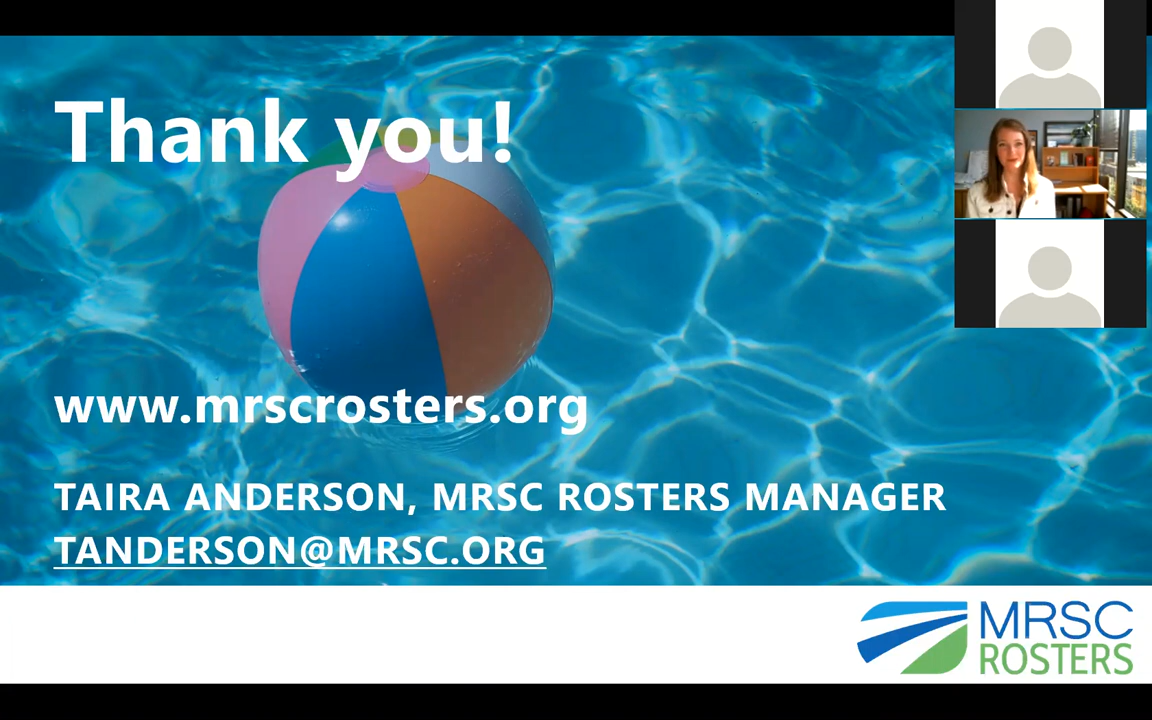 Thank you!
www.mrscrosters.org
TAIRA ANDERSON, MRSC ROSTERS MANAGER
TANDERSON@MRSC.ORG
MRSC
ROSTERS